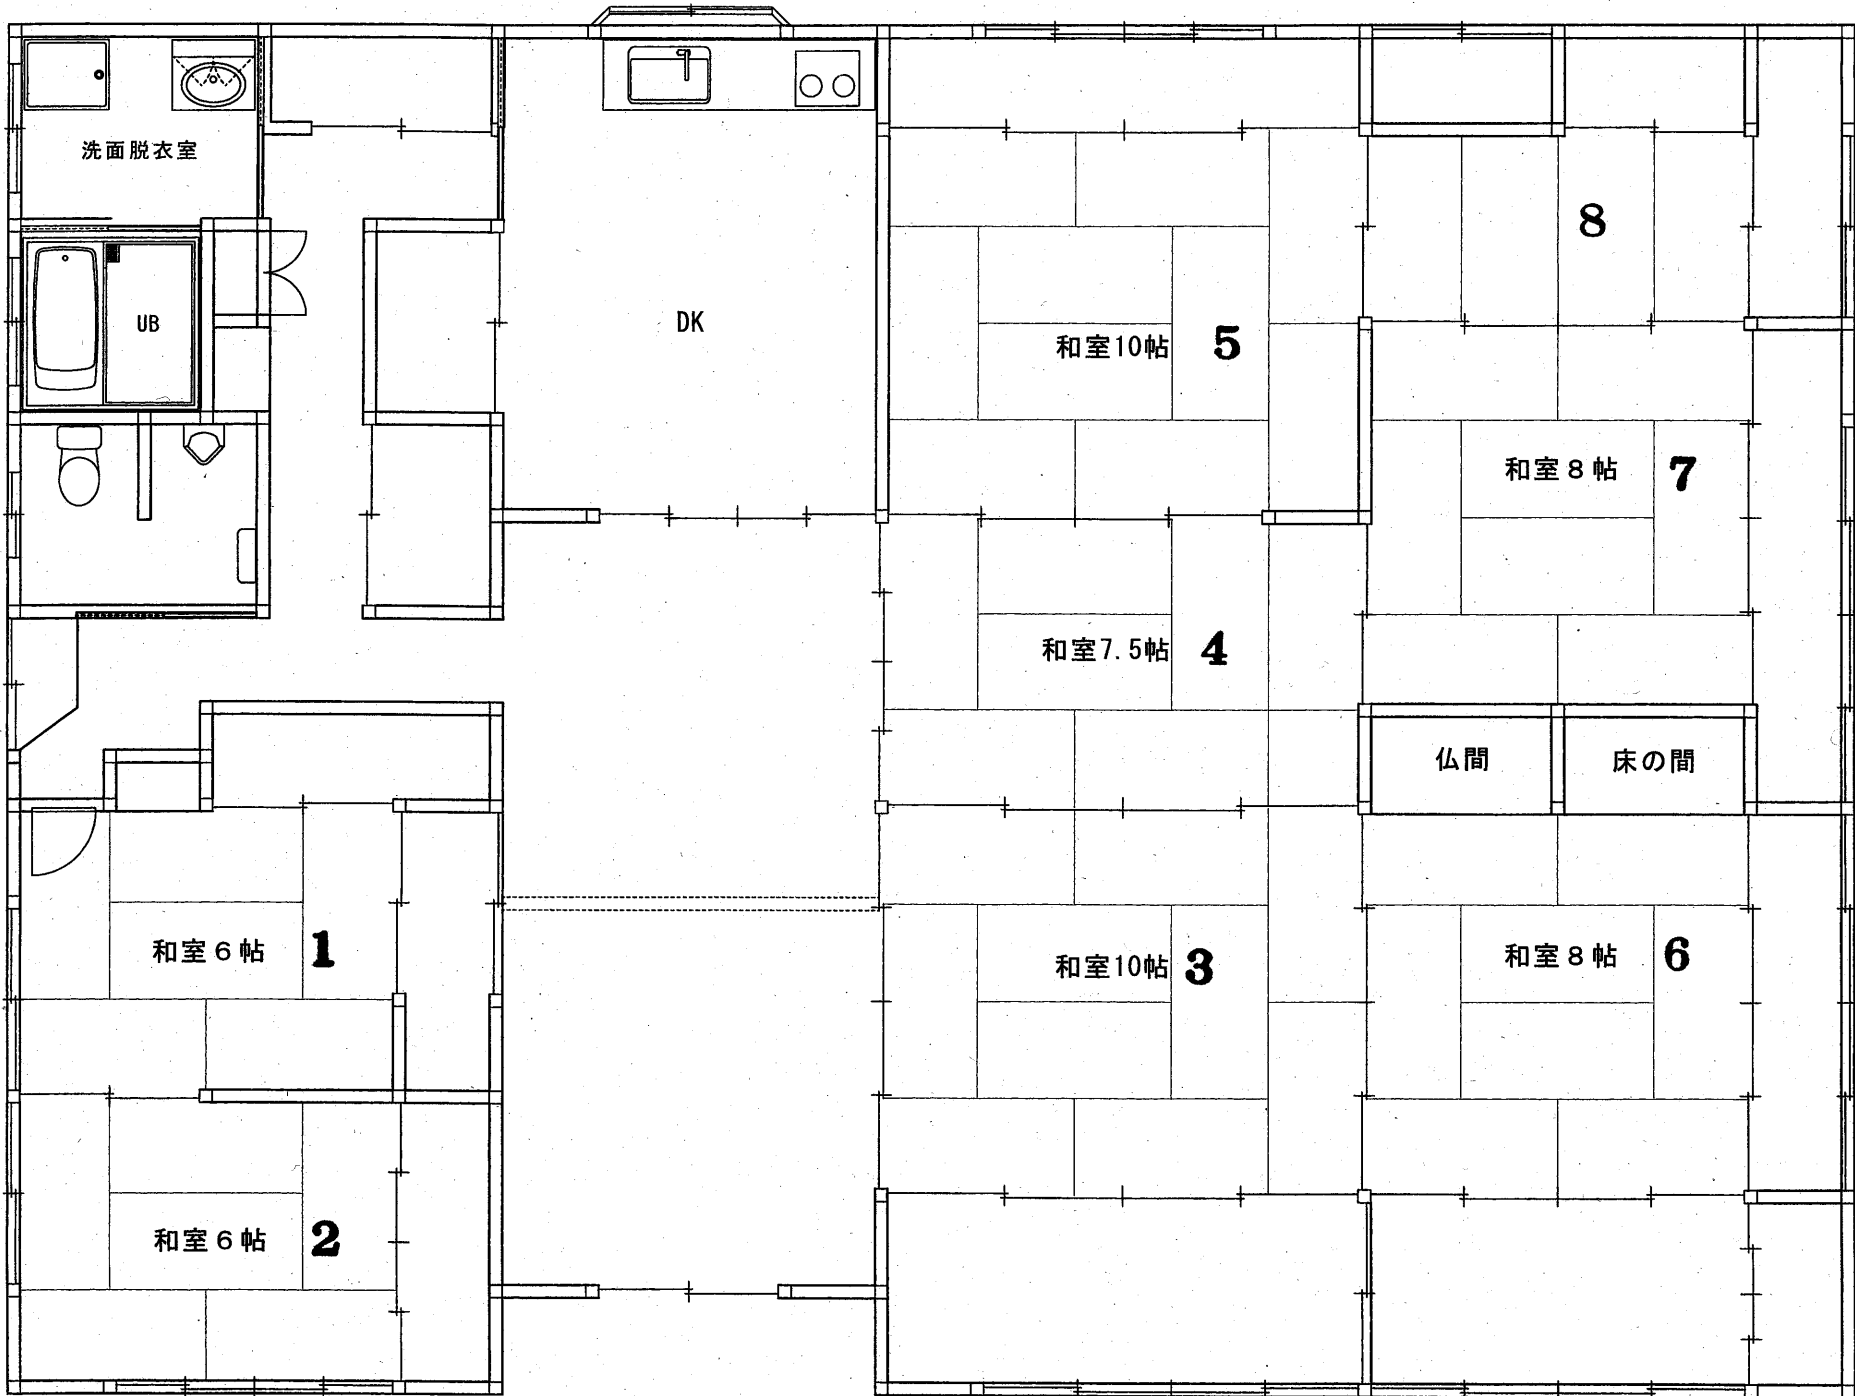 洗面脱衣室
8
UB
DK
和室10帖 5
和室8帖 7
和室7.5帖 4
仏間
床の間
和室6帖 1
和室10帖 3
和室8帖 6
和室6帖 2